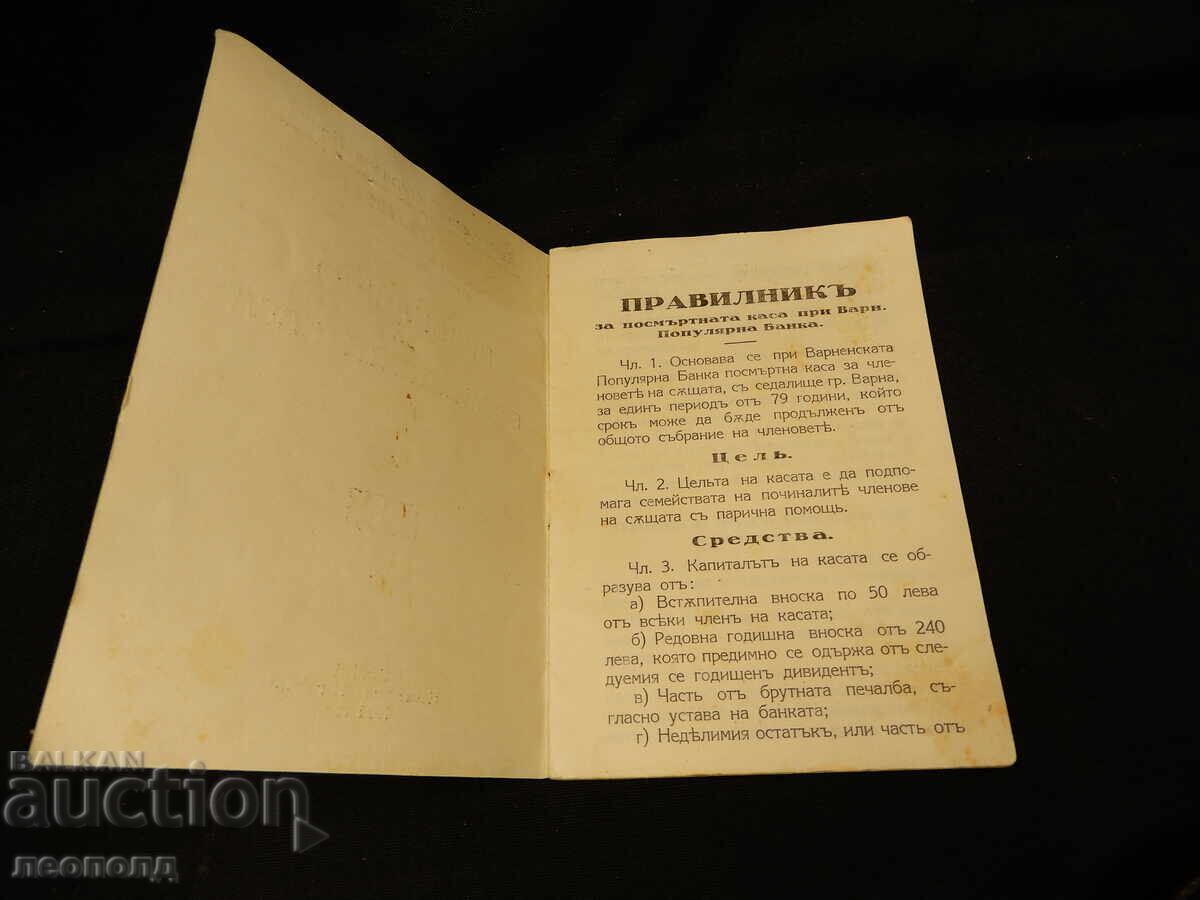 ПРАВИЛНИКЪ
за посмъртната каса при Варн.
Популярна Банка.
Чл. 1. Основава се при Варненската
Популярна Банка посмъртна каса за чле-
новетѣ на сѫщата, съ седалище гр. Варна,
за единъ периодъ отъ 79 години, който
срокъ може да бѫде продълженъ отъ
общото събрание на членоветѣ.
Цель.
Чл. 2. Цельта на касата е да подпо-
мага семействата на починалитѣ членове
на сѫщата съ парична помощь.
Средства.
Чл. 3. Капиталътъ на касата се об-
разува отъ:
а) Встѫпителна вноска по 50 лева
отъ всѣки членъ на касата;
б) Редовна годишна вноска отъ 240
лева, която предимно се одържа отъ сле-
дуемия се годишенъ дивидентъ;
в) Часть отъ брутната печалба, съ-
гласно устава на банката;
г) Недѣлимия остатъкъ, или часть отъ
BALKAN
auction
леополд